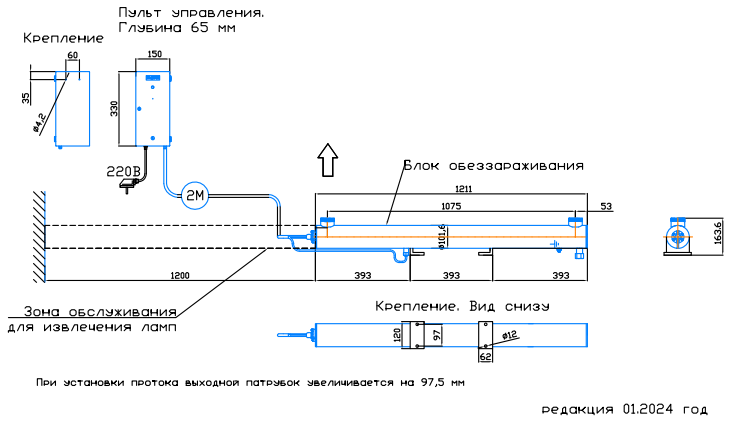 Пульт управления.
Глубина 65 мм
Крепление
60
150
35
330
ø4,2
220В
2М
Блок обеззараживания
1211
1075
53
ø101,6
163,6
1200
393
393
393
Зона обслуживания
для извлечения ламп
Крепление. Вид снизу
120
97
ø12
62
При установки протока выходной патрубок увеличивается на 97,5 мм
редакция 01.2024 год